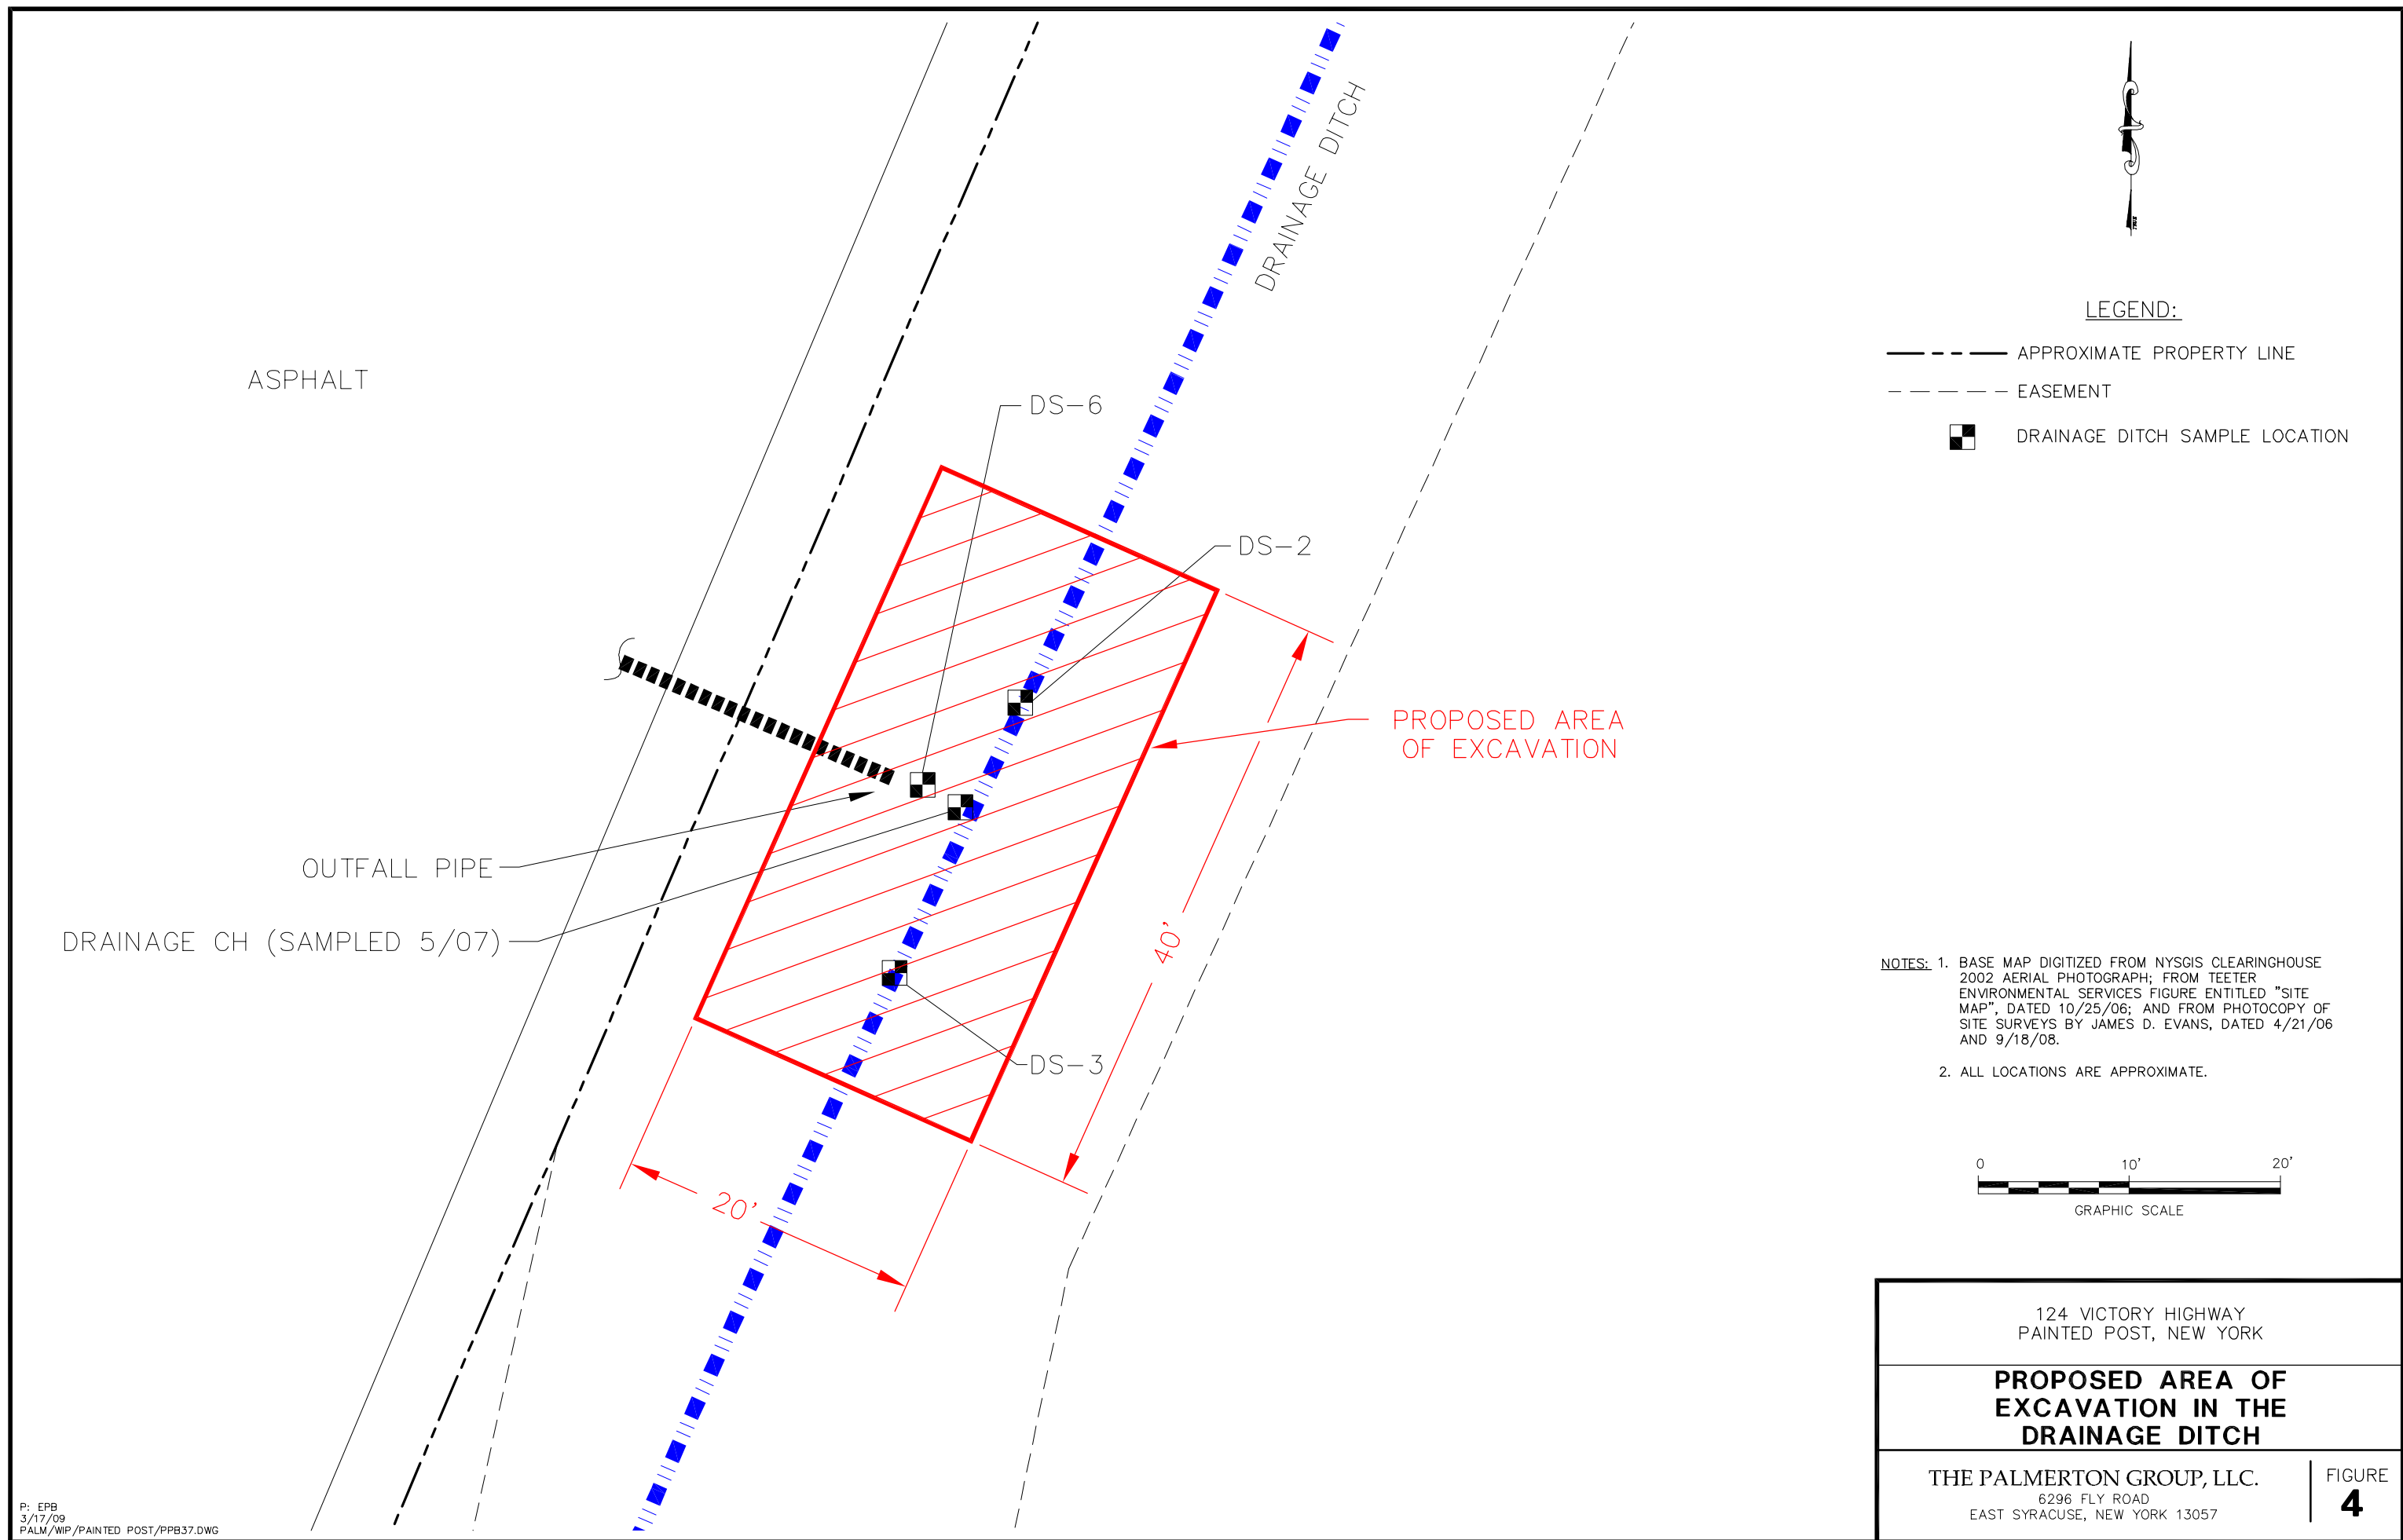 DRAINAGE DITCH
ASPHALT
DS-6
DS-2
PROPOSED AREA
OF EXCAVATION
OUTFALL PIPE
DRAINAGE CH (SAMPLED 5/07)
40'
DS-3
20'
LEGEND:
APPROXIMATE PROPERTY LINE
EASEMENT
DRAINAGE DITCH SAMPLE LOCATION
NOTES: 1. BASE MAP DIGITIZED FROM NYSGIS CLEARINGHOUSE
2002 AERIAL PHOTOGRAPH; FROM TEETER
ENVIRONMENTAL SERVICES FIGURE ENTITLED "SITE
MAP", DATED 10/25/06; AND FROM PHOTOCOPY OF
SITE SURVEYS BY JAMES D. EVANS, DATED 4/21/06
AND 9/18/08.
2. ALL LOCATIONS ARE APPROXIMATE.
0 10' 20'
GRAPHIC SCALE
124 VICTORY HIGHWAY
PAINTED POST, NEW YORK
PROPOSED AREA OF
EXCAVATION IN THE
DRAINAGE DITCH
THE PALMERTON GROUP, LLC.
6296 FLY ROAD
EAST SYRACUSE, NEW YORK 13057
FIGURE
4
P: EPB
3/17/09
PALM/WIP/PAINTED POST/PPB37.DWG